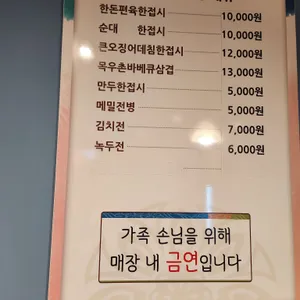 한돈편육한접시 10,000원
순대 한접시 10,000원
큰오징어데침한접시 12,000원
목우촌바베큐삼겹 13,000원
만두한접시 5,000원
메밀전병 5,000원
김치전 7,000원
녹두전 6,000원
가족 손님을 위해
매장 내 금연입니다